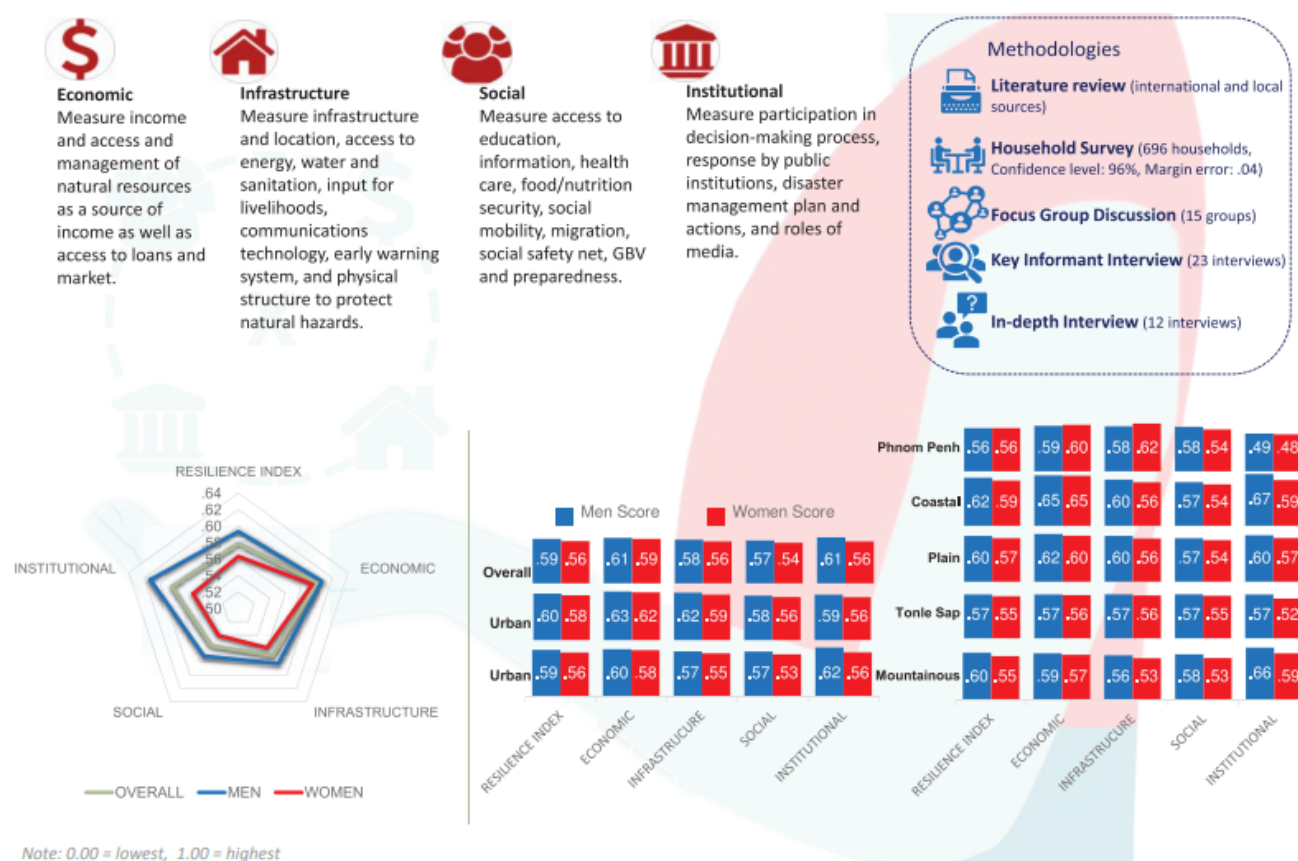 Economic
Measure income
and access and
management of
natural resources
as a source of
income as well as
access to loans and
market.
Infrastructure
Measure infrastructure
and location, access to
energy, water and
sanitation, input for
livelihoods,
communications
technology, early warning
system, and physical
structure to protect
natural hazards.
Social
Measure access to
education,
information, health
care, food/nutrition
security, social
mobility, migration,
social safety net, GBV
and preparedness.
Institutional
Measure participation in
decision-making process,
response by public
institutions, disaster
management plan and
actions, and roles of
media.
Methodologies
Literature review (international and local
sources)
Household Survey (696 households,
Confidence level: 96%, Margin error: .04)
Focus Group Discussion (15 groups)
Key Informant Interview (23 interviews)
?
In-depth Interview (12 interviews)
RESILIENCE INDEX
.64
.62
.60
.58
.56
.54
.52
.50
INSTITUTIONAL
ECONOMIC
SOCIAL
INFRASTRUCTURE
OVERALL MEN WOMEN
Men Score Women Score
Overall .59 .56 .61 .59 .58 .56 .57 .54 .61 .56
Urban .60 .58 .63 .62 .62 .59 .58 .56 .59 .56
Urban .59 .56 .60 .58 .57 .55 .57 .53 .62 .56
RESILIENCE INDEX
ECONOMIC
INFRASTRUCURE
SOCIAL
INSTITUTIONAL
Phnom Penh .56 .56 .59 .60 .58 .62 .58 .54 .49 .48
Coastal .62 .59 .65 .65 .60 .56 .57 .54 .67 .59
Plain .60 .57 .62 .60 .60 .56 .57 .54 .60 .57
Tonle Sap .57 .55 .57 .56 .57 .56 .57 .55 .57 .52
Mountainous .60 .55 .59 .57 .56 .53 .58 .53 .66 .59
RESILIENCE INDEX
ECONOMIC
INFRASTRUCURE
SOCIAL
INSTITUTIONAL
Note: 0.00 = lowest, 1.00 = highest